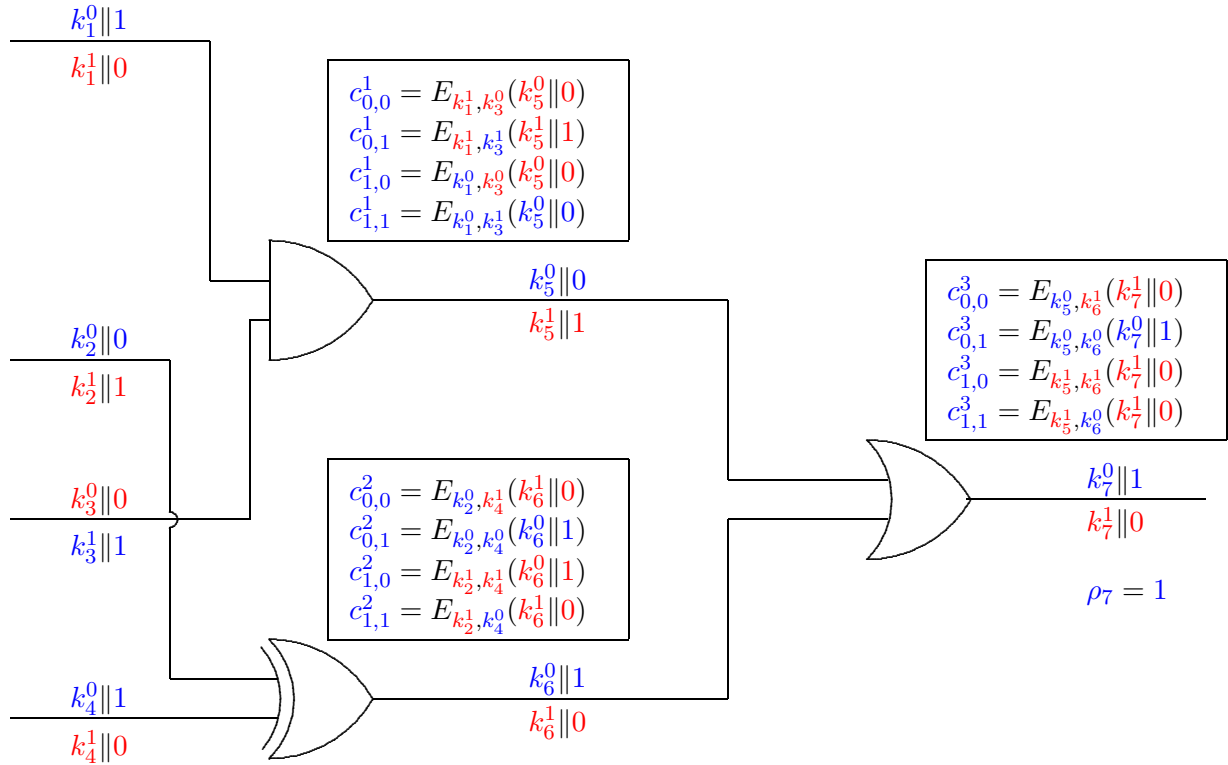 k_1^0‖1
k_1^1‖0
c_{0,0}^1 = E_{k_1^1,k_3^0}(k_5^0‖0)
c_{0,1}^1 = E_{k_1^1,k_3^1}(k_5^1‖1)
c_{1,0}^1 = E_{k_1^0,k_3^0}(k_5^0‖0)
c_{1,1}^1 = E_{k_1^0,k_3^1}(k_5^0‖0)
k_5^0‖0
k_5^1‖1
k_2^0‖0
k_2^1‖1
c_{0,0}^3 = E_{k_5^0,k_6^1}(k_7^1‖0)
c_{0,1}^3 = E_{k_5^0,k_6^0}(k_7^0‖1)
c_{1,0}^3 = E_{k_5^1,k_6^1}(k_7^1‖0)
c_{1,1}^3 = E_{k_5^1,k_6^0}(k_7^1‖0)
k_3^0‖0
k_3^1‖1
c_{0,0}^2 = E_{k_2^0,k_4^1}(k_6^1‖0)
c_{0,1}^2 = E_{k_2^0,k_4^0}(k_6^0‖1)
c_{1,0}^2 = E_{k_2^1,k_4^1}(k_6^0‖1)
c_{1,1}^2 = E_{k_2^1,k_4^0}(k_6^1‖0)
k_7^0‖1
k_7^1‖0
ρ_7 = 1
k_4^0‖1
k_4^1‖0
k_6^0‖1
k_6^1‖0